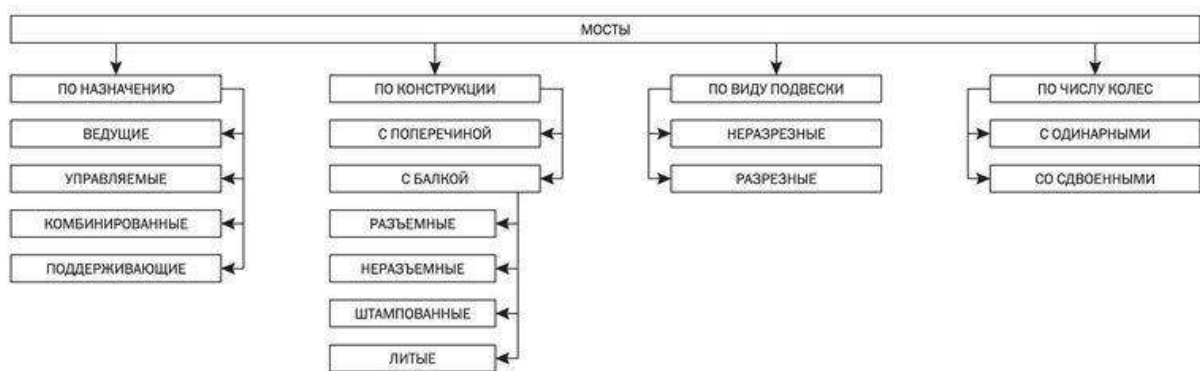 МОСТЫ
ПО НАЗНАЧЕНИЮ
ВЕДУЩИЕ
УПРАВЛЯЕМЫЕ
КОМБИНИРОВАННЫЕ
ПОДДЕРЖИВАЮЩИЕ
ПО КОНСТРУКЦИИ
С ПОПЕРЕЧИНОЙ
С БАЛКОЙ
РАЗЪЕМНЫЕ
НЕРАЗЪЕМНЫЕ
ШТАМПОВАННЫЕ
ЛИТЫЕ
ПО ВИДУ ПОДВЕСКИ
НЕРАЗРЕЗНЫЕ
РАЗРЕЗНЫЕ
ПО ЧИСЛУ КОЛЕС
С ОДИНАРНЫМИ
СО СДВОЕННЫМИ